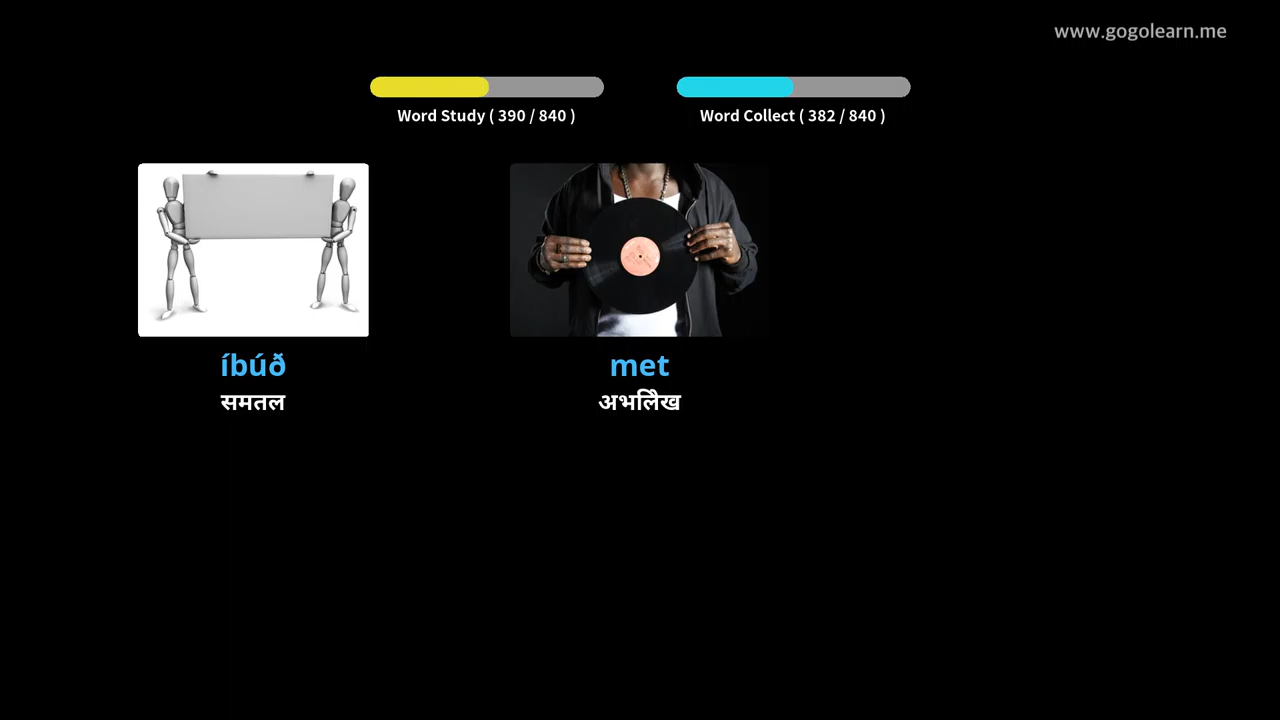 www.gogolearn.me
Word Study ( 390 / 840 )
Word Collect ( 382 / 840 )
íbúð
met
समतल
अभिलेख